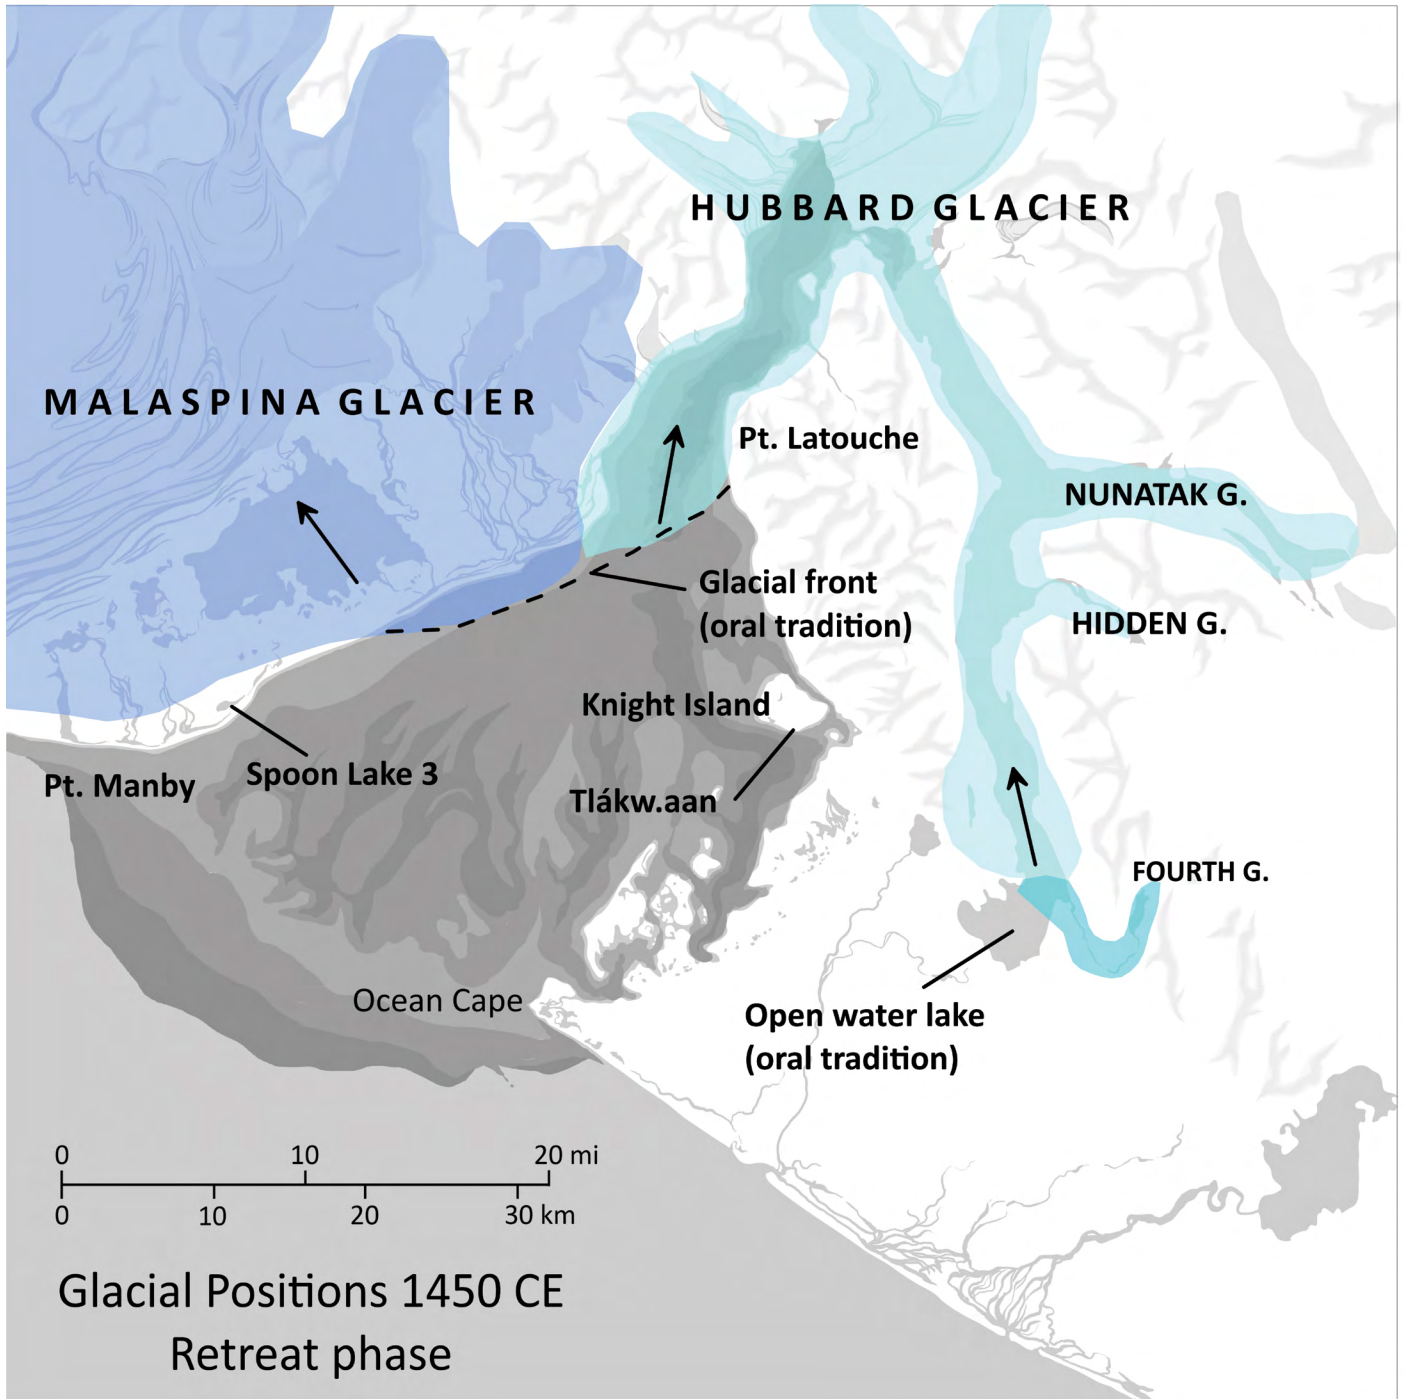 HUBBARD GLACIER
MALASPINA GLACIER
Pt. Latouche
NUNATAK G.
Glacial front
(oral tradition)
HIDDEN G.
Knight Island
Spoon Lake 3
Pt. Manby
Tlákw.aan
FOURTH G.
Ocean Cape
Open water lake
(oral tradition)
0 10 20 mi
0 10 20 30 km
Glacial Positions 1450 CE
Retreat phase